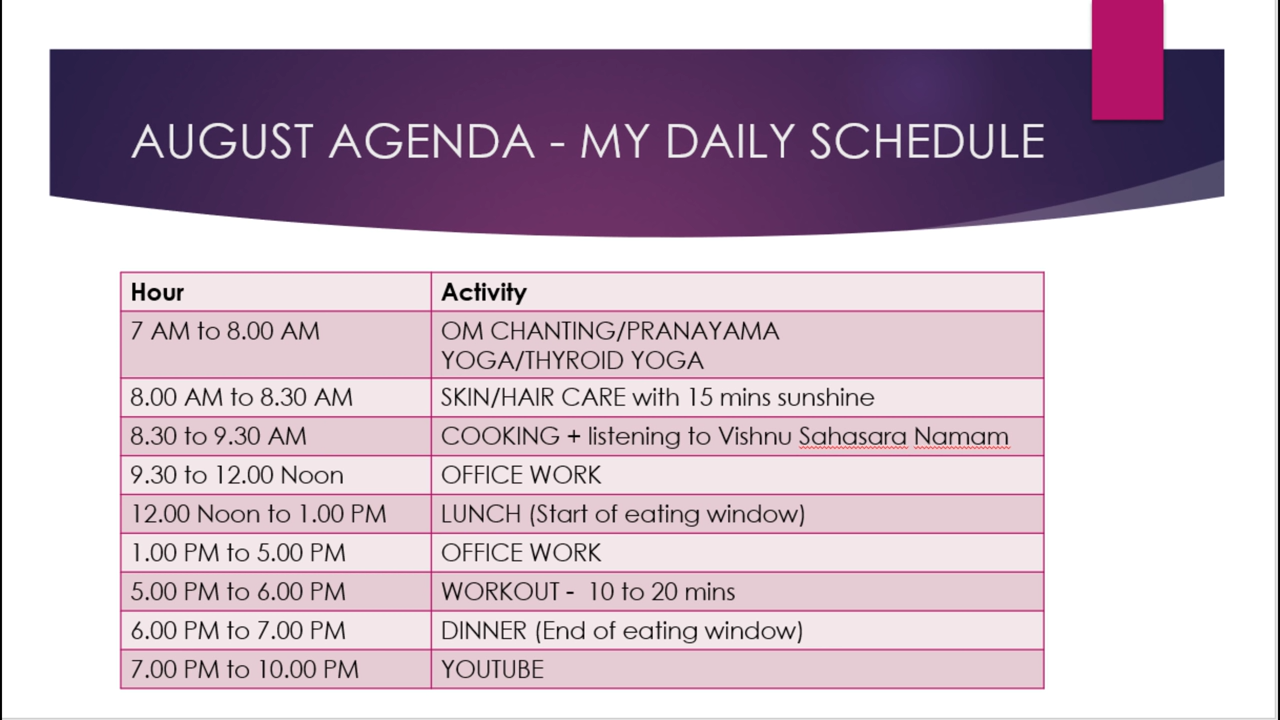 AUGUST AGENDA - MY DAILY SCHEDULE
Hour Activity
7 AM to 8.00 AM OM CHANTING/PRANAYAMA
YOGA/THYROID YOGA
8.00 AM to 8.30 AM SKIN/HAIR CARE with 15 mins sunshine
8.30 to 9.30 AM COOKING + listening to Vishnu Sahasara Namam
9.30 to 12.00 Noon OFFICE WORK
12.00 Noon to 1.00 PM LUNCH (Start of eating window)
1.00 PM to 5.00 PM OFFICE WORK
5.00 PM to 6.00 PM WORKOUT - 10 to 20 mins
6.00 PM to 7.00 PM DINNER (End of eating window)
7.00 PM to 10.00 PM YOUTUBE